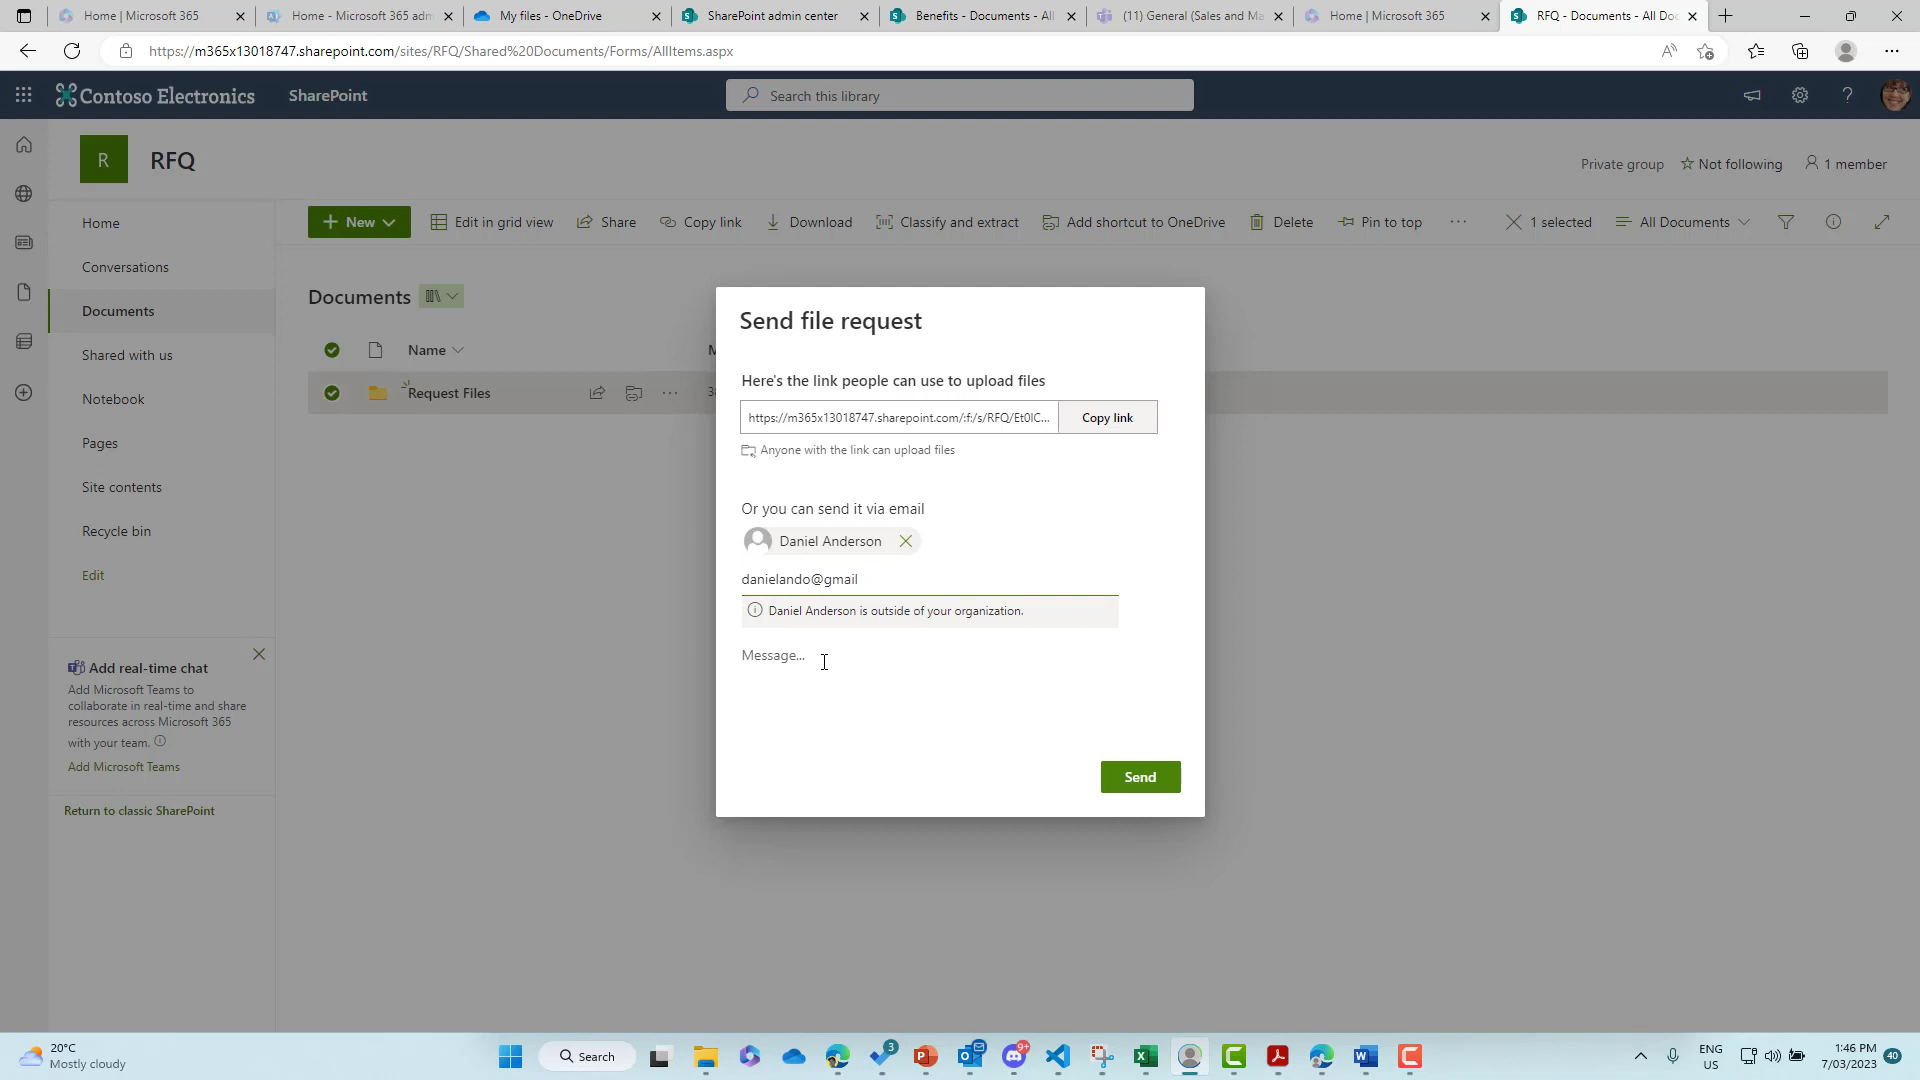 Home | Microsoft 365
Home - Microsoft 365 adm
My files - OneDrive
SharePoint admin center
Benefits - Documents - All
(11) General (Sales and Ma
Home | Microsoft 365
RFQ - Documents - All Doc
https://m365x13018747.sharepoint.com/sites/RFQ/Shared%20Documents/Forms/AllItems.aspx
Contoso Electronics
SharePoint
Search this library
R
RFQ
Private group
Not following
1 member
Home
Conversations
Documents
Shared with us
Notebook
Pages
Site contents
Recycle bin
Edit
New
Edit in grid view
Share
Copy link
Download
Classify and extract
Add shortcut to OneDrive
Delete
Pin to top
1 selected
All Documents
Documents
Name
Request Files
Send file request
Here's the link people can use to upload files
https://m365x13018747.sharepoint.com/:f:/s/RFQ/Et0lC...
Copy link
Anyone with the link can upload files
Or you can send it via email
Daniel Anderson
danielando@gmail
Daniel Anderson is outside of your organization.
Message...
Send
Add real-time chat
Add Microsoft Teams to
collaborate in real-time and share
resources across Microsoft 365
with your team.
Add Microsoft Teams
Return to classic SharePoint
20°C
Mostly cloudy
Search
3
9+
ENG
US
1:46 PM
7/03/2023
40